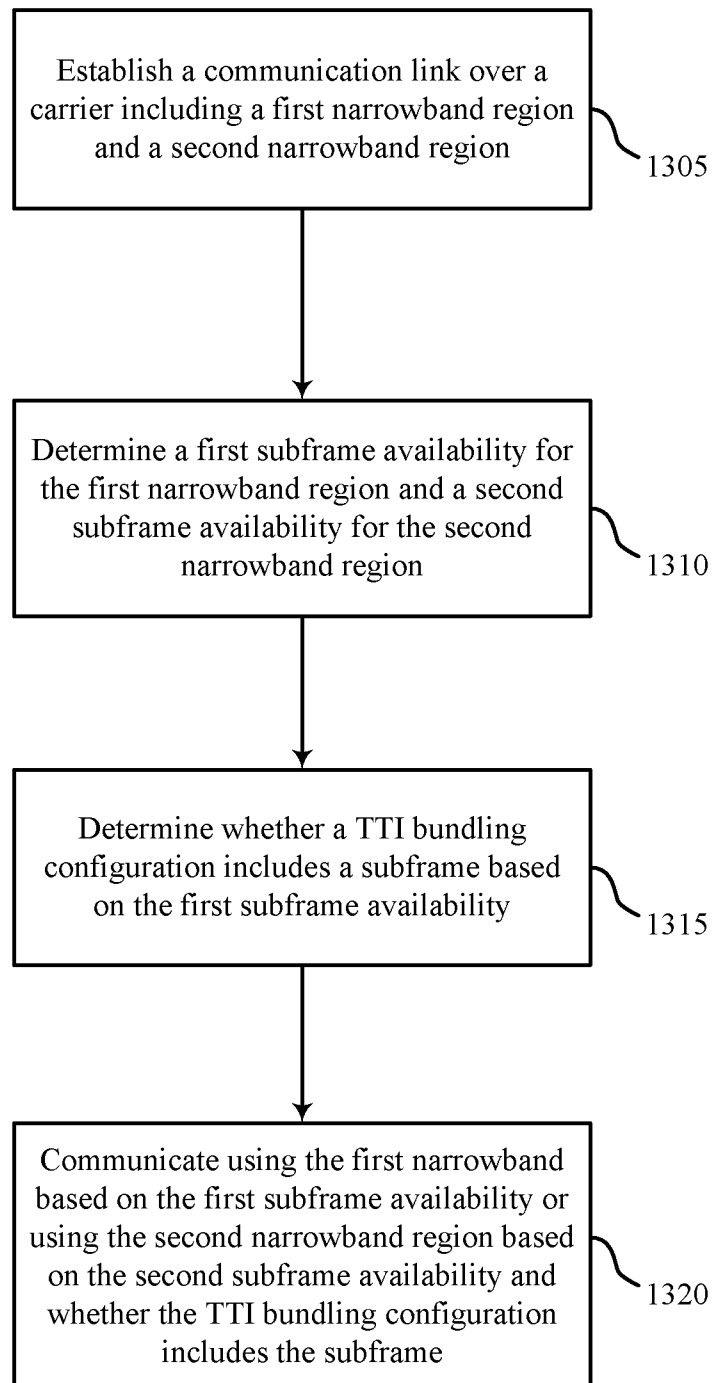 Establish a communication link over a
carrier including a first narrowband region
and a second narrowband region
1305
Determine a first subframe availability for
the first narrowband region and a second
subframe availability for the second
narrowband region
1310
Determine whether a TTI bundling
configuration includes a subframe based
on the first subframe availability
1315
Communicate using the first narrowband
based on the first subframe availability or
using the second narrowband region based
on the second subframe availability and
whether the TTI bundling configuration
includes the subframe
1320